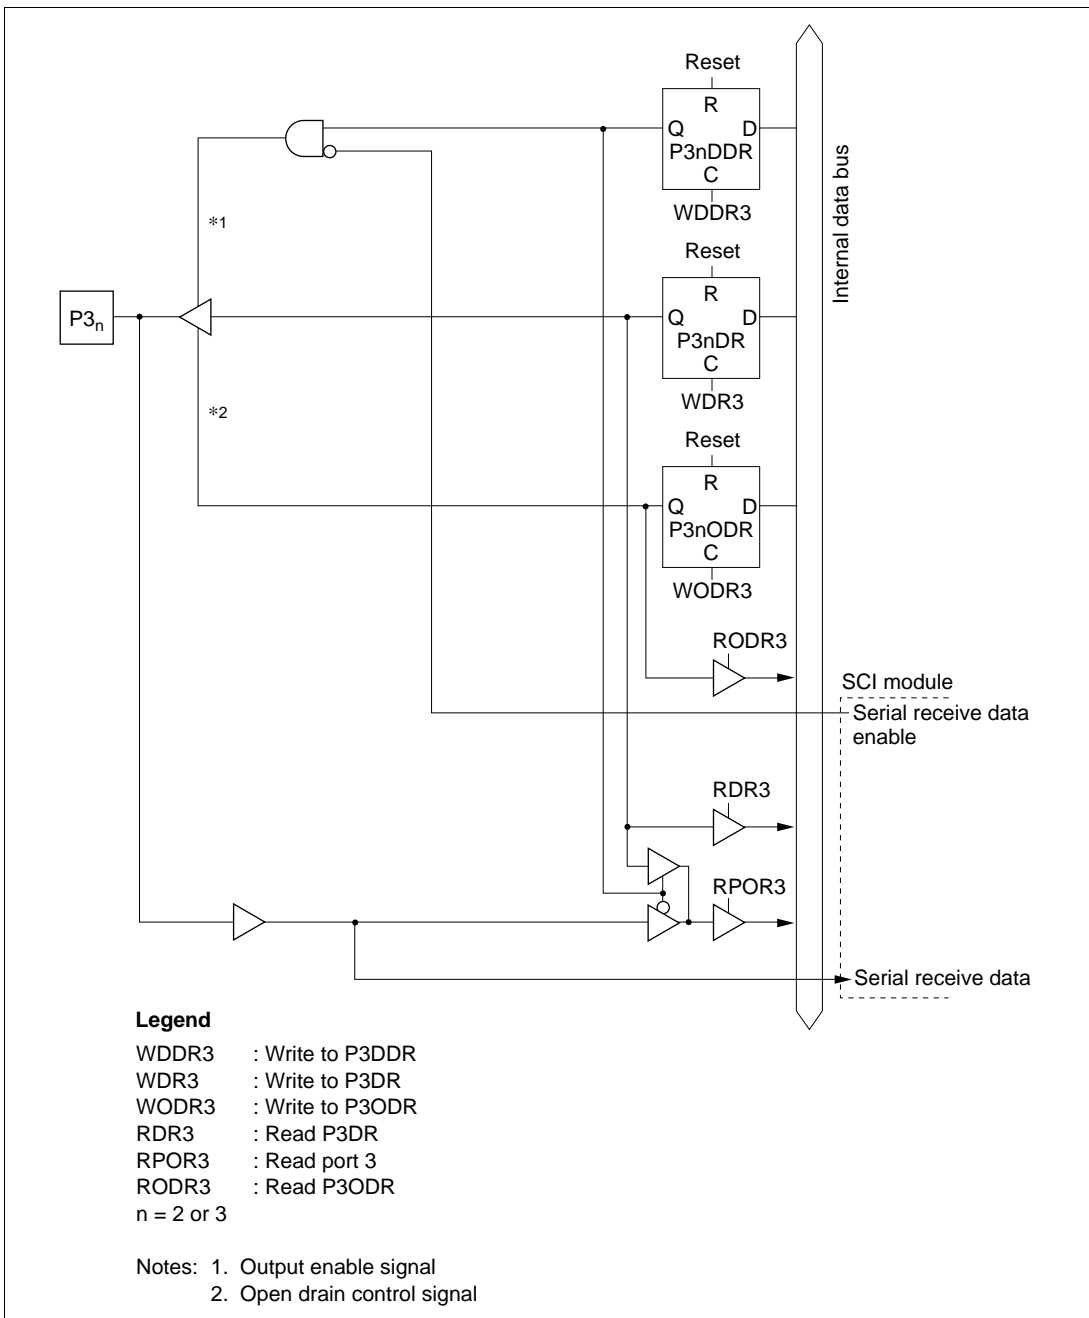 Reset
R
Q D
P3nDDR
C
WDDR3
Internal data bus
*1
Reset
R
P3n
Q D
P3nDR
C
WDR3
*2
Reset
R
Q D
P3nODR
C
WODR3
RODR3
SCI module
Serial receive data
enable
RDR3
RPOR3
Serial receive data
Legend
WDDR3 : Write to P3DDR
WDR3 : Write to P3DR
WODR3 : Write to P3ODR
RDR3 : Read P3DR
RPOR3 : Read port 3
RODR3 : Read P3ODR
n = 2 or 3
Notes: 1. Output enable signal
2. Open drain control signal